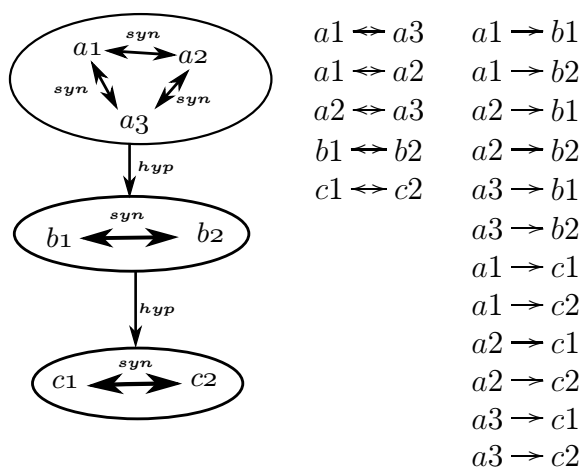 syn
a1 a2
syn syn
a3
hyp
syn
b1 b2
hyp
syn
c1 c2
a1 ↔ a3
a1 ↔ a2
a2 ↔ a3
b1 ↔ b2
c1 ↔ c2
a1 → b1
a1 → b2
a2 → b1
a2 → b2
a3 → b1
a3 → b2
a1 → c1
a1 → c2
a2 → c1
a2 → c2
a3 → c1
a3 → c2